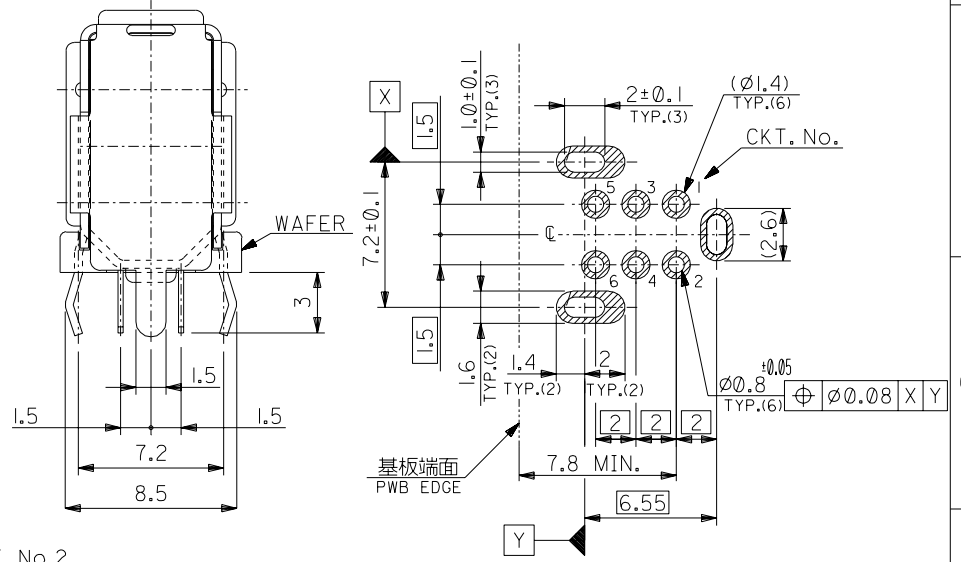 WAFER
3
1.5
1.5
1.5
7.2
8.5
No.2
X
1.5
1.0±0.1
TYP.(3)
2±0.1
TYP.(3)
(Ø1.4)
TYP.(6)
CKT. No.
7.2±0.1
5
3
1
℄
(2.6)
6
4
2
1.5
1.6
TYP.(2)
1.4
TYP.(2)
2
TYP.(2)
Ø0.8 ±0.05
TYP.(6)
⌖ Ø0.08 X Y
2
2
2
基板端面
PWB EDGE
7.8 MIN.
6.55
Y